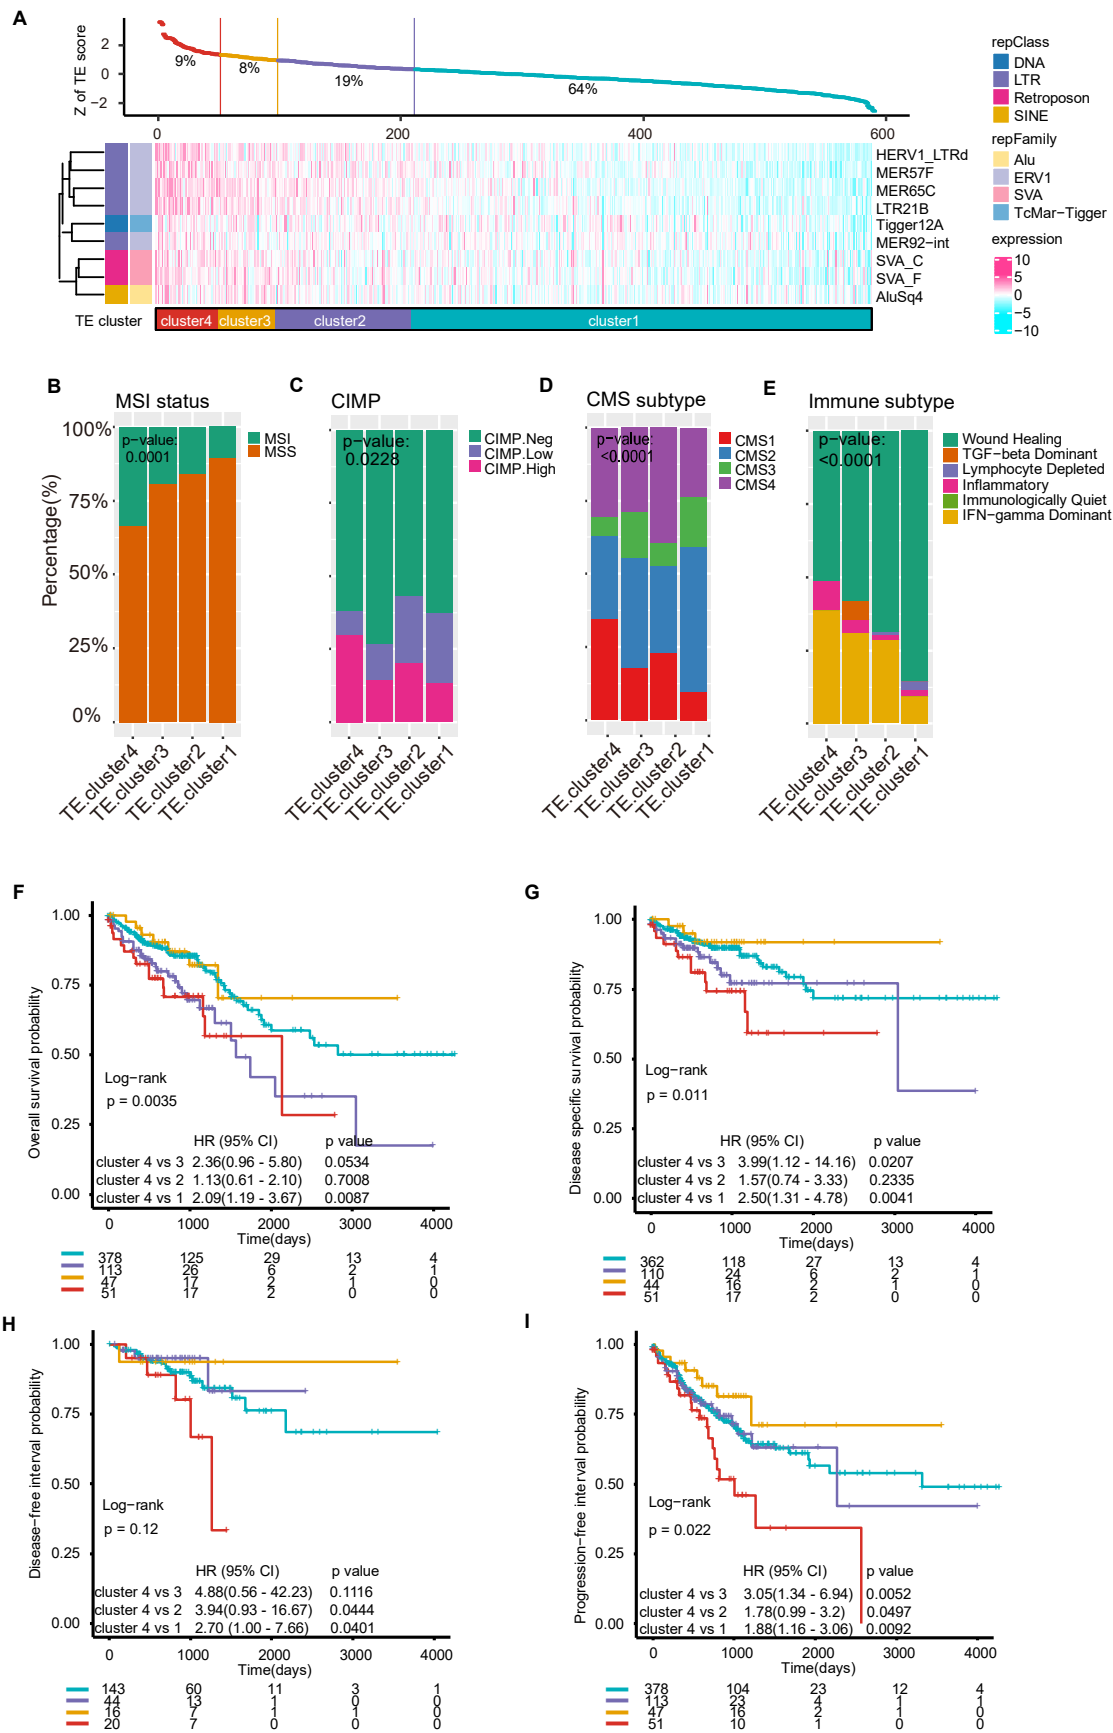 A
Z of TE score
2
0
−2
9%
8%
19%
64%
0
200
400
600
HERV1_LTRd
MER57F
MER65C
LTR21B
Tigger12A
MER92−int
SVA_C
SVA_F
AluSq4
TE cluster
cluster4
cluster3
cluster2
cluster1
repClass
DNA
LTR
Retroposon
SINE
repFamily
Alu
ERV1
SVA
TcMar−Tigger
expression
10
5
0
−5
−10
B
MSI status
Percentage(%)
100%
75%
50%
25%
0%
p−value:
0.0001
MSI
MSS
TE.cluster4
TE.cluster3
TE.cluster2
TE.cluster1
C
CIMP
p−value:
0.0228
CIMP.Neg
CIMP.Low
CIMP.High
TE.cluster4
TE.cluster3
TE.cluster2
TE.cluster1
D
CMS subtype
p−value:
<0.0001
CMS1
CMS2
CMS3
CMS4
TE.cluster4
TE.cluster3
TE.cluster2
TE.cluster1
E
Immune subtype
p−value:
<0.0001
Wound Healing
TGF−beta Dominant
Lymphocyte Depleted
Inflammatory
Immunologically Quiet
IFN−gamma Dominant
TE.cluster4
TE.cluster3
TE.cluster2
TE.cluster1
F
Overall survival probability
1.00
0.75
0.50
0.25
0.00
Log−rank
p = 0.0035
HR (95% CI) p value
cluster 4 vs 3 2.36(0.96 - 5.80) 0.0534
cluster 4 vs 2 1.13(0.61 - 2.10) 0.7008
cluster 4 vs 1 2.09(1.19 - 3.67) 0.0087
0 1000 2000 3000 4000
Time(days)
378 125 29 13 4
113 26 6 2 1
47 17 2 1 0
51 17 2 0 0
G
Disease specific survival probability
1.00
0.75
0.50
0.25
0.00
Log−rank
p = 0.011
HR (95% CI) p value
cluster 4 vs 3 3.99(1.12 - 14.16) 0.0207
cluster 4 vs 2 1.57(0.74 - 3.33) 0.2335
cluster 4 vs 1 2.50(1.31 - 4.78) 0.0041
0 1000 2000 3000 4000
Time(days)
362 118 27 13 4
110 24 6 2 1
44 16 2 1 0
51 17 2 0 0
H
Disease−free interval probability
1.00
0.75
0.50
0.25
0.00
Log−rank
p = 0.12
HR (95% CI) p value
cluster 4 vs 3 4.88(0.56 - 42.23) 0.1116
cluster 4 vs 2 3.94(0.93 - 16.67) 0.0444
cluster 4 vs 1 2.70 (1.00 - 7.66) 0.0401
0 1000 2000 3000 4000
Time(days)
143 60 11 3 1
44 13 1 0 0
16 7 1 1 0
20 7 0 0 0
I
Progression−free interval probability
1.00
0.75
0.50
0.25
0.00
Log−rank
p = 0.022
HR (95% CI) p value
cluster 4 vs 3 3.05(1.34 - 6.94) 0.0052
cluster 4 vs 2 1.78(0.99 - 3.2) 0.0497
cluster 4 vs 1 1.88(1.16 - 3.06) 0.0092
0 1000 2000 3000 4000
Time(days)
378 104 23 12 4
113 23 4 1 1
47 16 2 1 0
51 10 1 0 0